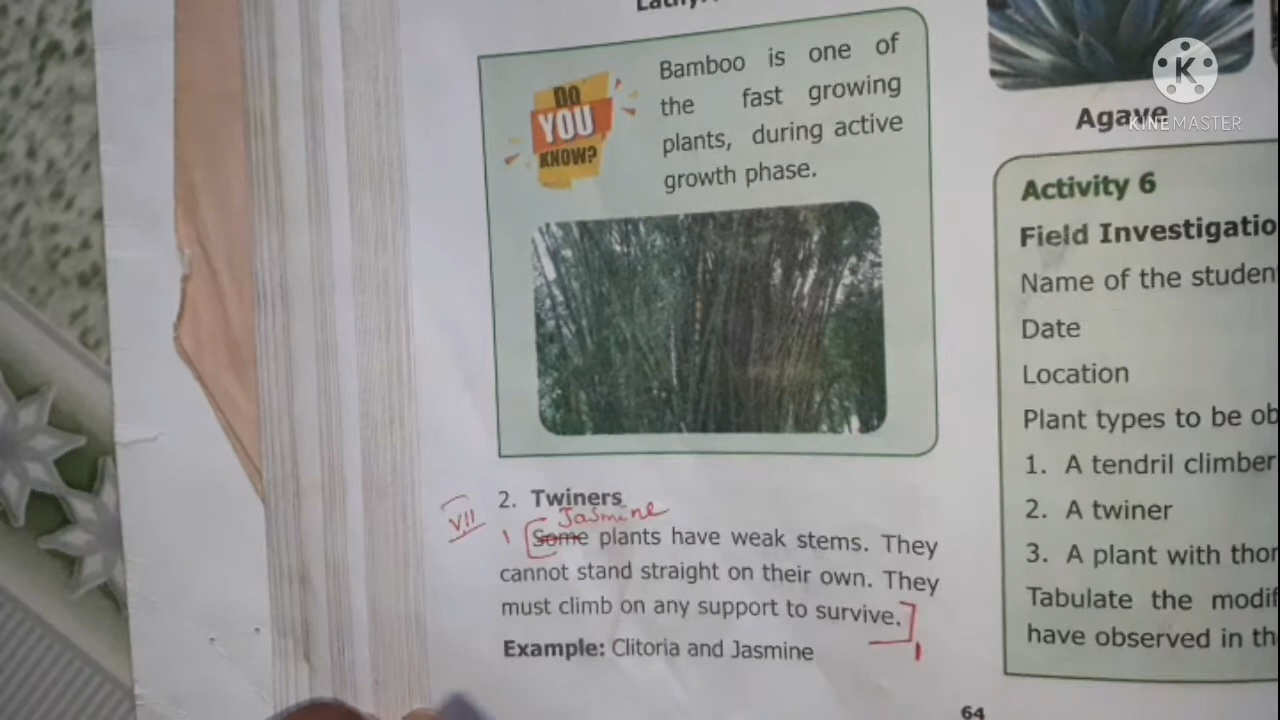 DO
YOU
KNOW?
Bamboo is one of
the fast growing
plants, during active
growth phase.
2. Twiners
VII
Jasmine
1 Some plants have weak stems. They
cannot stand straight on their own. They
must climb on any support to survive.
Example: Clitoria and Jasmine
1
K
KINEMASTER
Agave
Activity 6
Field Investigatio
Name of the studen
Date
Location
Plant types to be ob
1. A tendril climber
2. A twiner
3. A plant with thor
Tabulate the modif
have observed in th
64